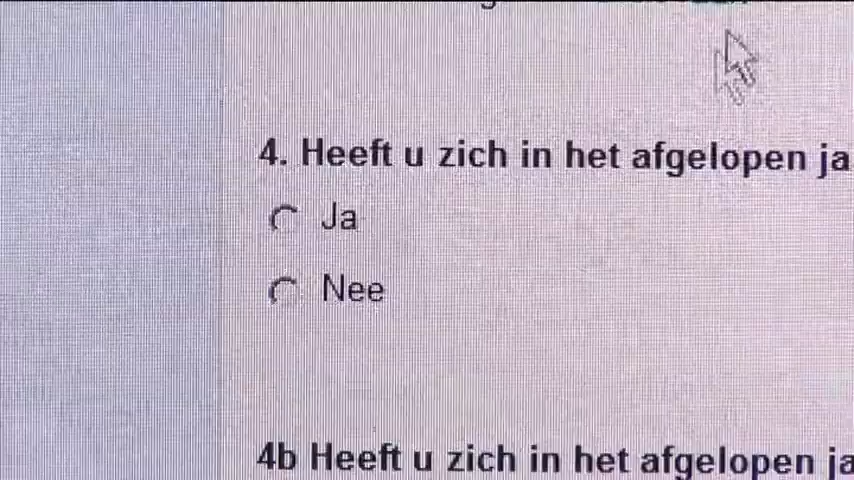 4. Heeft u zich in het afgelopen ja
Ja
Nee
4b Heeft u zich in het afgelopen ja